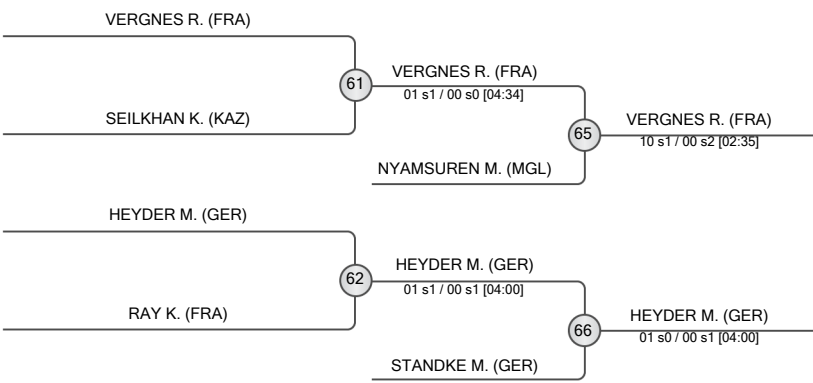 VERGNES R. (FRA)
61
SEILKHAN K. (KAZ)
VERGNES R. (FRA)
01 s1 / 00 s0 [04:34]
65
NYAMSUREN M. (MGL)
VERGNES R. (FRA)
10 s1 / 00 s2 [02:35]
HEYDER M. (GER)
62
RAY K. (FRA)
HEYDER M. (GER)
01 s1 / 00 s1 [04:00]
66
STANDKE M. (GER)
HEYDER M. (GER)
01 s0 / 00 s1 [04:00]